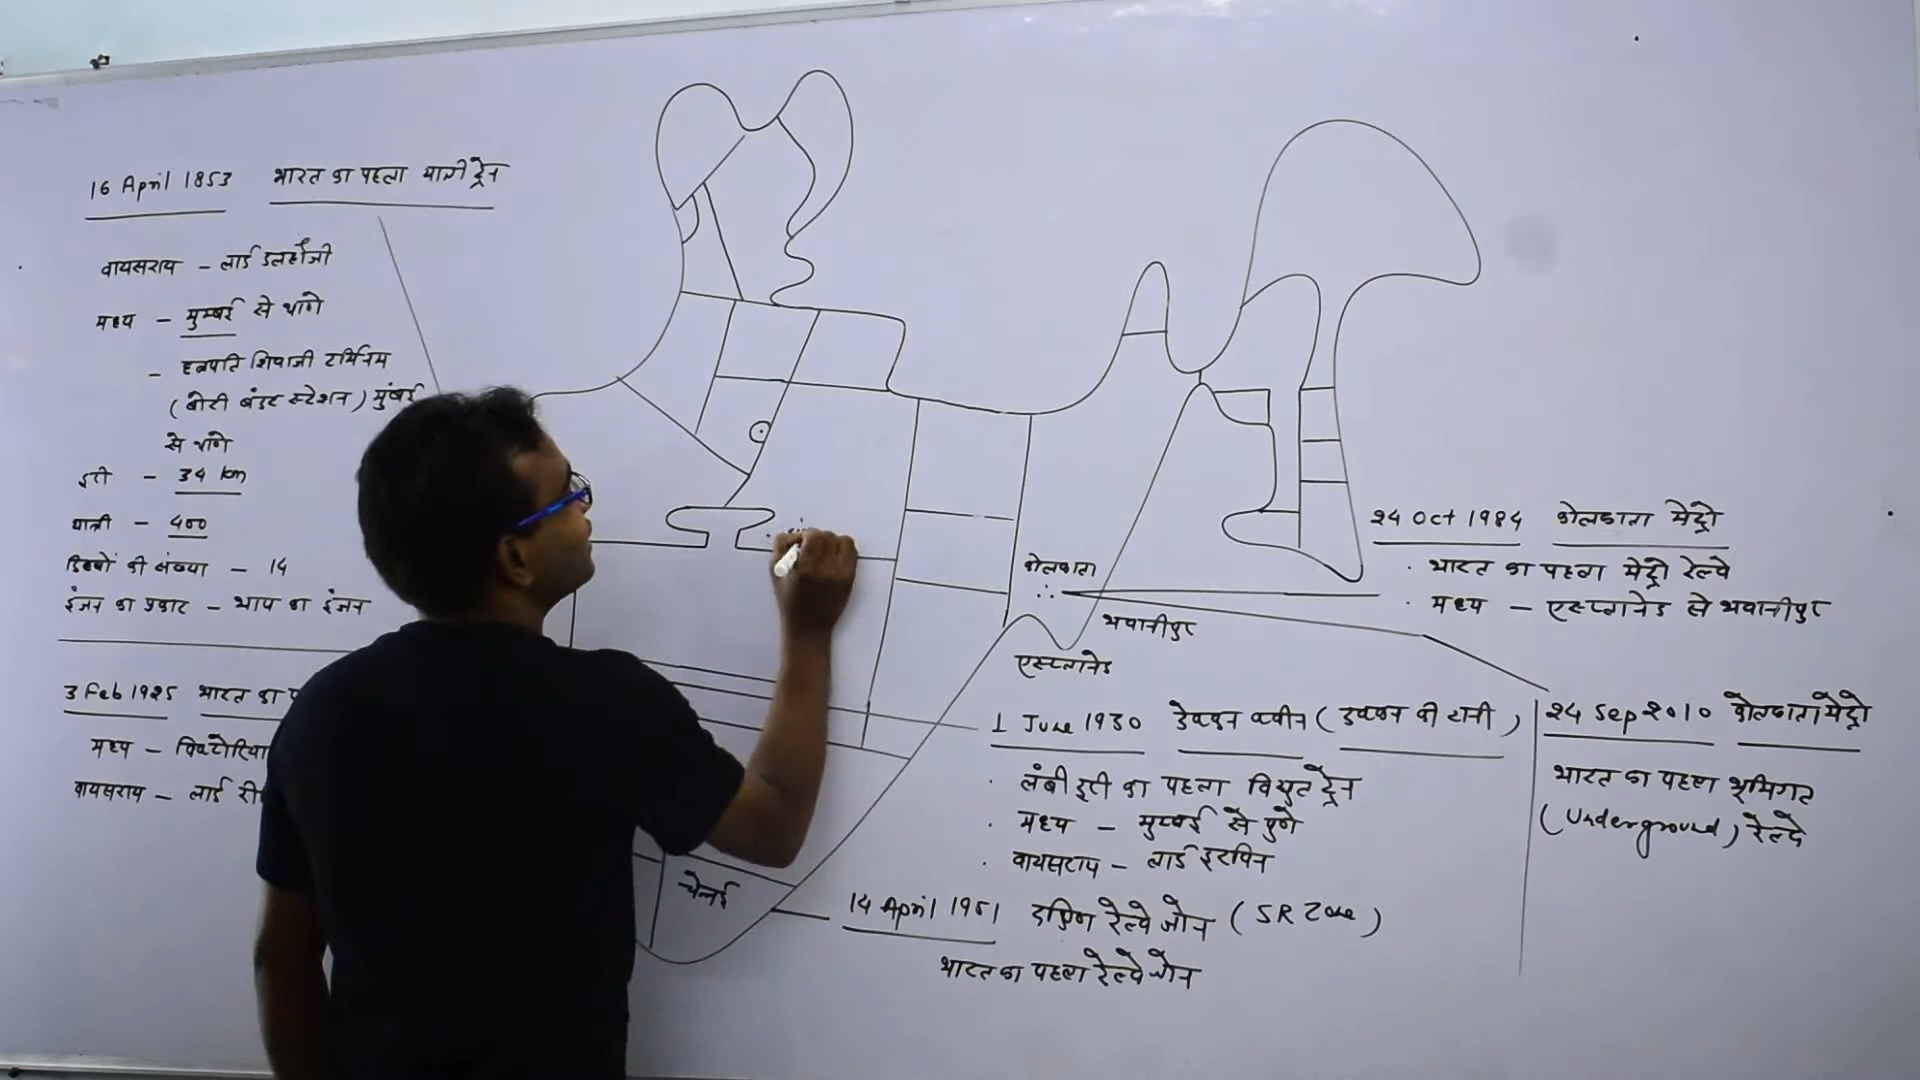 16 April 1853 भारत का पहला यात्री ट्रेन
वायसराय - लार्ड डलहौजी
मध्य - मुम्बई से थाणे
- छत्रपति शिवाजी टर्मिनस
(बोरी बंदर स्टेशन) मुंबई
से थाणे
दूरी - 34 km
यात्री - 400
डिब्बों की संख्या - 14
इंजन का प्रकार - भाप का इंजन
3 Feb 1925 भारत का प
मध्य - विक्टोरिया
वायसराय - लार्ड री
चेन्नई
कोलकाता
भवानीपुर
एस्प्लानेड
24 Oct 1984 कोलकाता मेट्रो
· भारत का पहला मेट्रो रेल्वे
· मध्य - एस्प्लानेड से भवानीपुर
1 June 1930 डेक्कन क्वीन (डक्कन की रानी)
· लंबी दूरी का पहला विद्युत ट्रेन
· मध्य - मुम्बई से पुणे
· वायसराय - लार्ड इरविन
24 Sep 2010 कोलकाता मेट्रो
भारत का पहला भूमिगत
(Underground) रेल्वे
14 April 1951 दक्षिण रेल्वे जोन (SR Zone)
भारत का पहला रेल्वे जोन